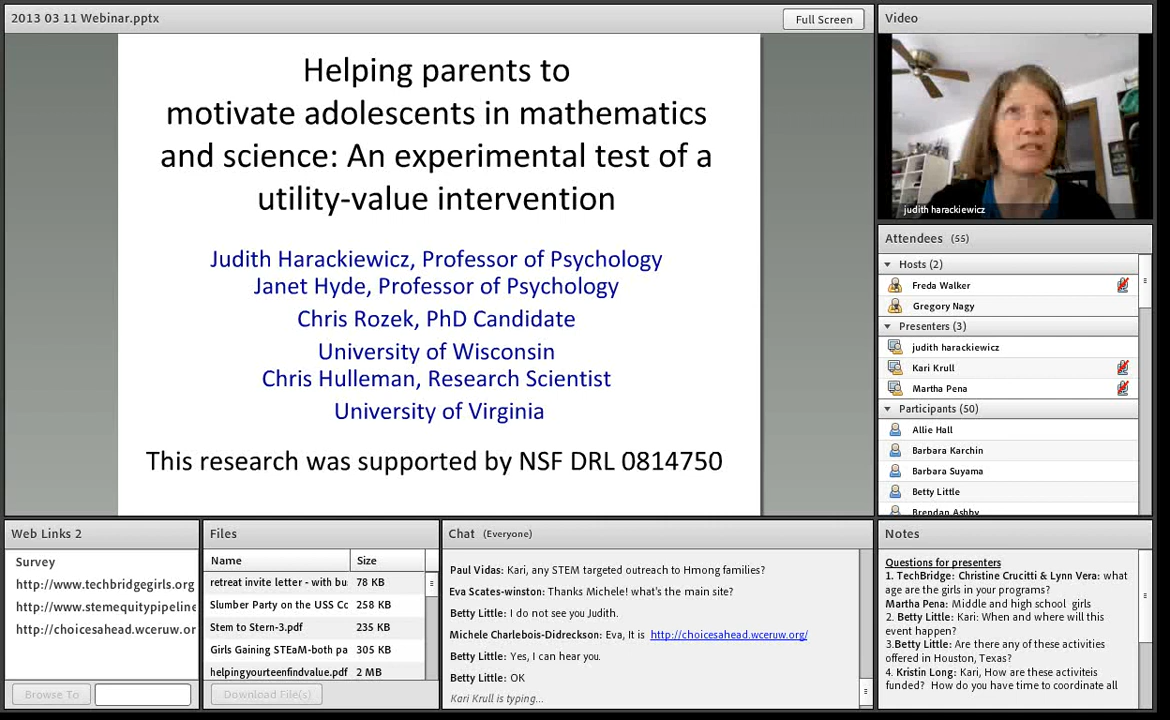 2013 03 11 Webinar.pptx
Full Screen
Helping parents to
motivate adolescents in mathematics
and science: An experimental test of a
utility-value intervention
Judith Harackiewicz, Professor of Psychology
Janet Hyde, Professor of Psychology
Chris Rozek, PhD Candidate
University of Wisconsin
Chris Hulleman, Research Scientist
University of Virginia
This research was supported by NSF DRL 0814750
Video
judith harackiewicz
Attendees (55)
Hosts (2)
Freda Walker
Gregory Nagy
Presenters (3)
judith harackiewicz
Kari Krull
Martha Pena
Participants (50)
Allie Hall
Barbara Karchin
Barbara Suyama
Betty Little
Brendan Ashby
Web Links 2
Survey
http://www.techbridgegirls.org
http://www.stemequitypipeline
http://choicesahead.wceruw.or
Browse To
Files
Name Size
retreat invite letter - with bu 78 KB
Slumber Party on the USS Cc 258 KB
Stem to Stern-3.pdf 235 KB
Girls Gaining STEaM-both pa 305 KB
helpingyourteenfindvalue.pdf 2 MB
Download File(s)
Chat (Everyone)
Paul Vidas: Kari, any STEM targeted outreach to Hmong families?
Eva Scates-winston: Thanks Michele! what's the main site?
Betty Little: I do not see you Judith.
Michele Charlebois-Didreckson: Eva, It is http://choicesahead.wceruw.org/
Betty Little: Yes, I can hear you.
Betty Little: OK
Kari Krull is typing...
Notes
Questions for presenters
1. TechBridge: Christine Crucitti & Lynn Vera: what
age are the girls in your programs?
Martha Pena: Middle and high school girls
2. Betty Little: Kari: When and where will this
event happen?
3.Betty Little: Are there any of these activities
offered in Houston, Texas?
4. Kristin Long: Kari, How are these activiteis
funded? How do you have time to coordinate all